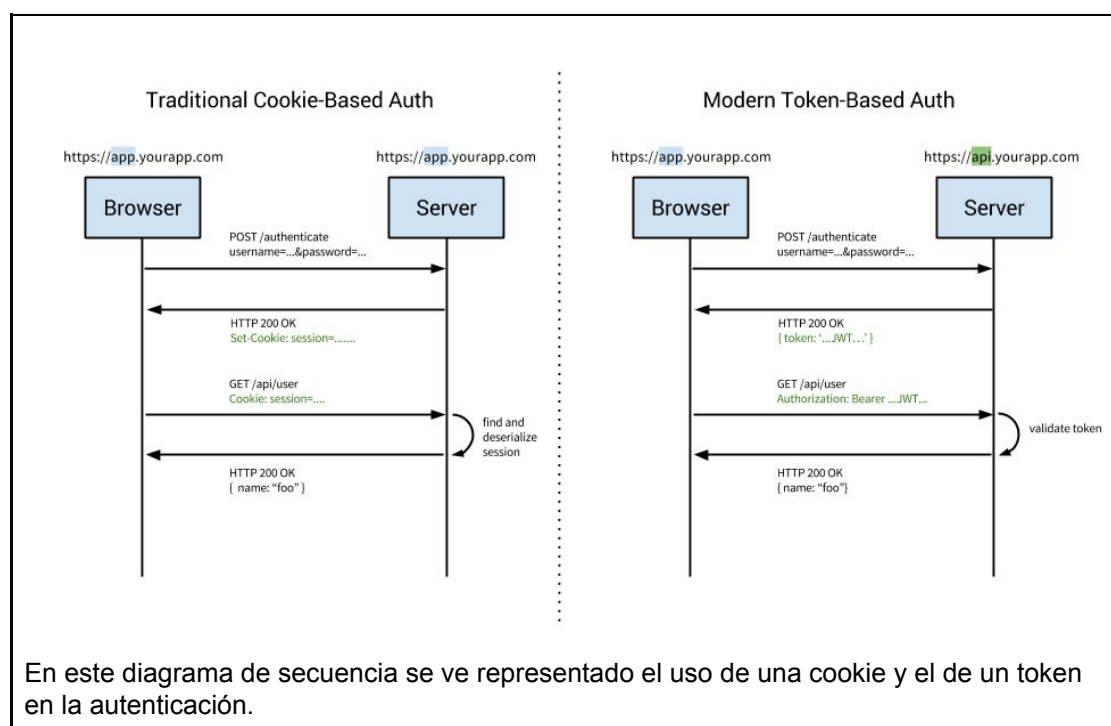 Traditional Cookie-Based Auth
https://app.yourapp.com
https://app.yourapp.com
Browser
Server
POST /authenticate
username=...&password=...
HTTP 200 OK
Set-Cookie: session=.......
GET /api/user
Cookie: session=....
find and
deserialize
session
HTTP 200 OK
{ name: “foo” }
Modern Token-Based Auth
https://app.yourapp.com
https://api.yourapp.com
Browser
Server
POST /authenticate
username=...&password=...
HTTP 200 OK
{ token: ‘...JWT...’ }
GET /api/user
Authorization: Bearer ...JWT...
validate token
HTTP 200 OK
{ name: “foo”}
En este diagrama de secuencia se ve representado el uso de una cookie y el de un token
en la autenticación.